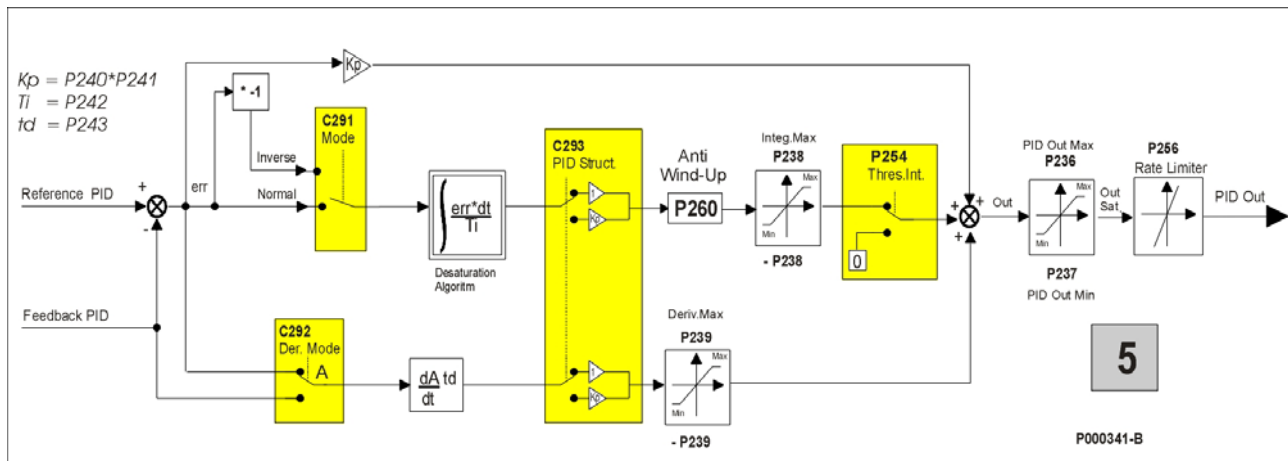 Kp = P240*P241
Ti = P242
td = P243
Kp
* -1
C291
Mode
Inverse
Normal
Reference PID
+
-
err
err*dt
Ti
Desaturation
Algoritm
C293
PID Struct.
1
Kp
Anti
Wind-Up
P260
Integ.Max
P238
Max
Min
- P238
P254
Thres.Int.
0
+
+
+
Out
PID Out Max
P236
Max
Min
P237
PID Out Min
Out
Sat
P256
Rate Limiter
PID Out
Feedback PID
C292
Der. Mode
A
dA
dt
td
1
Kp
Deriv.Max
P239
Max
Min
- P239
5
P000341-B